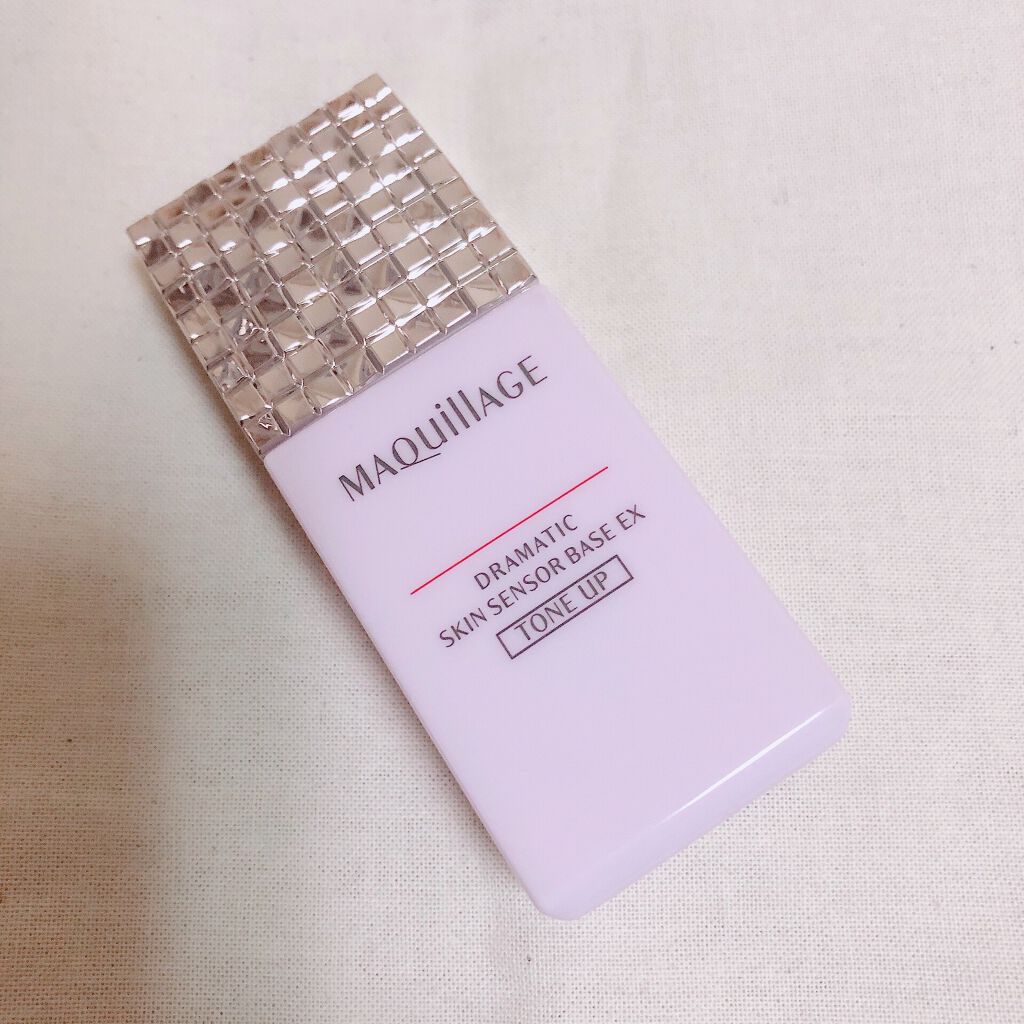 MAQuillAGE
DRAMATIC
SKIN SENSOR BASE EX
TONE UP